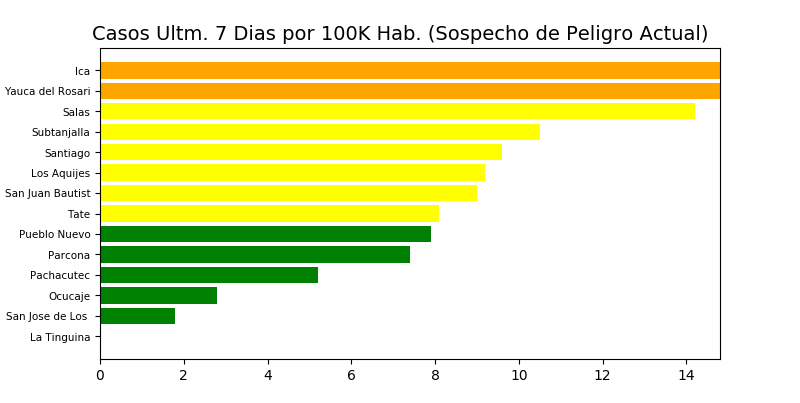 Casos Ultm. 7 Dias por 100K Hab. (Sospecho de Peligro Actual)
Ica
Yauca del Rosari
Salas
Subtanjalla
Santiago
Los Aquijes
San Juan Bautist
Tate
Pueblo Nuevo
Parcona
Pachacutec
Ocucaje
San Jose de Los
La Tinguina
0 2 4 6 8 10 12 14